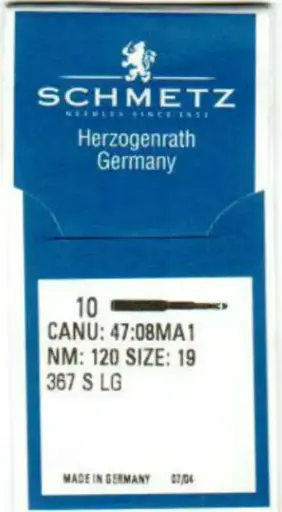 SCHMETZ
NEEDLES SINCE 1851
Herzogenrath
Germany
10
CANU: 47:08MA1
NM: 120 SIZE: 19
367 S LG
MADE IN GERMANY 02/04